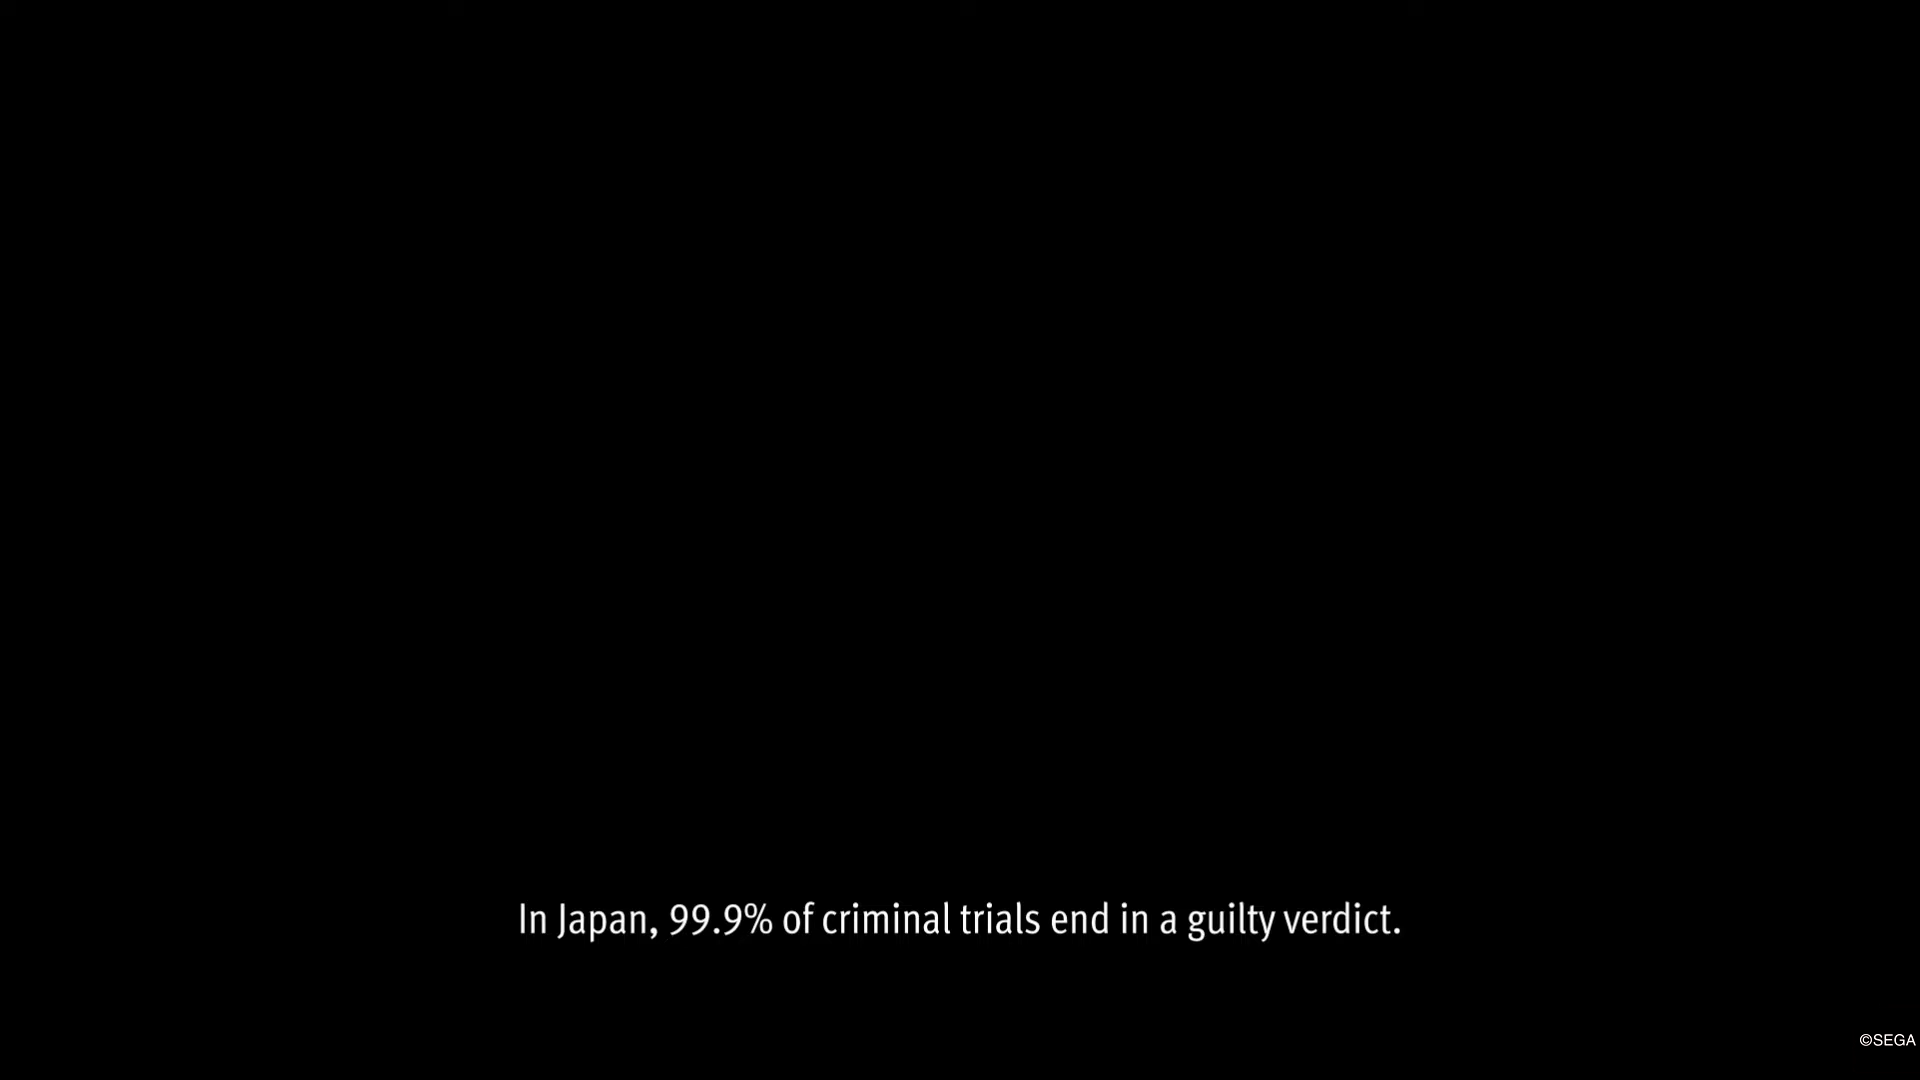 In Japan, 99.9% of criminal trials end in a guilty verdict.
©SEGA